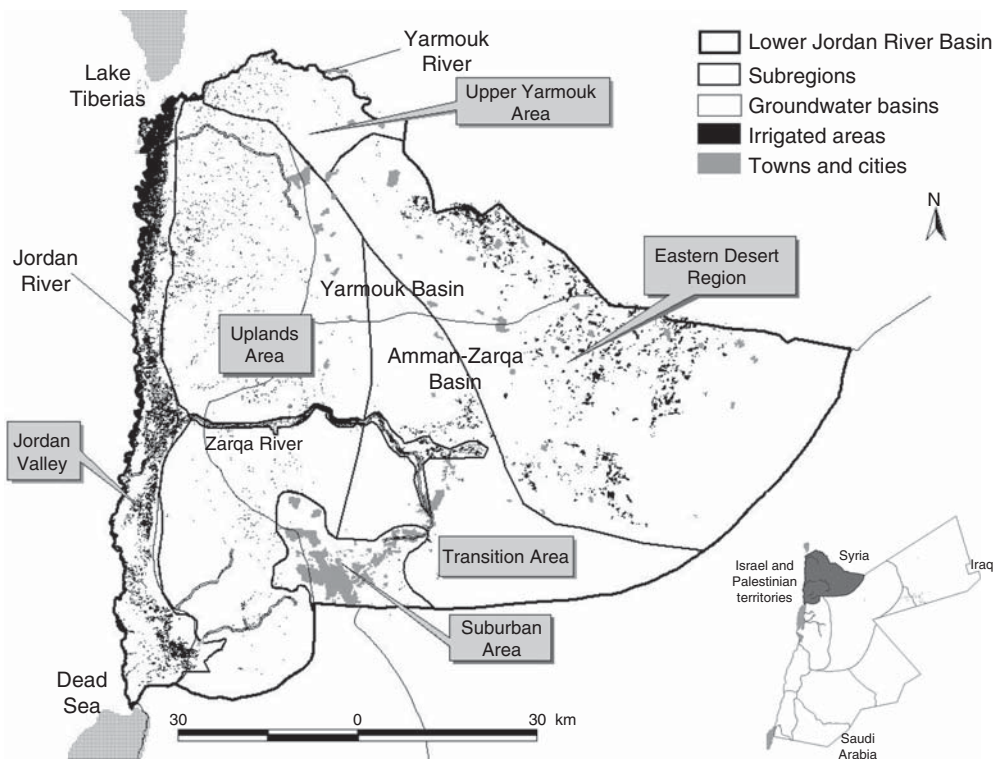 Yarmouk
River
Lake
Tiberias
Upper Yarmouk
Area
Lower Jordan River Basin
Subregions
Groundwater basins
Irrigated areas
Towns and cities
N
Jordan
River
Eastern Desert
Region
Yarmouk Basin
Uplands
Area
Amman-Zarqa
Basin
Jordan
Valley
Zarqa River
Transition Area
Suburban
Area
Dead
Sea
30
0
30 km
Israel and
Palestinian
territories
Syria
Iraq
Saudi
Arabia